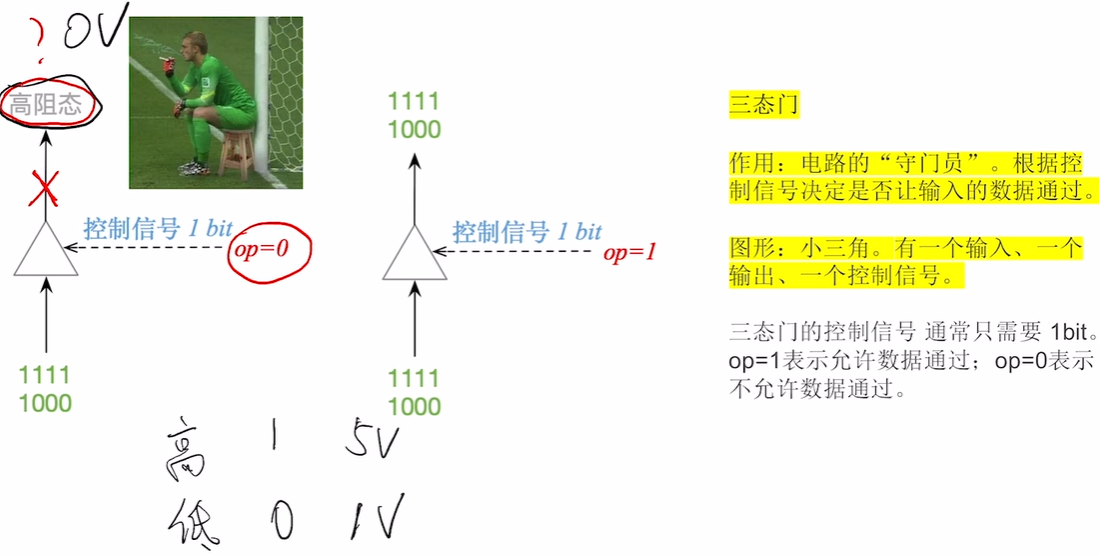 ? 0V
高阻态
控制信号 1 bit
op=0
1111
1000
1111
1000
控制信号 1 bit
op=1
1111
1000
高 1 5V
低 0 1V
三态门
作用：电路的“守门员”。根据控
制信号决定是否让输入的数据通过。
图形：小三角。有一个输入、一个
输出、一个控制信号。
三态门的控制信号 通常只需要 1bit。
op=1表示允许数据通过；op=0表示
不允许数据通过。